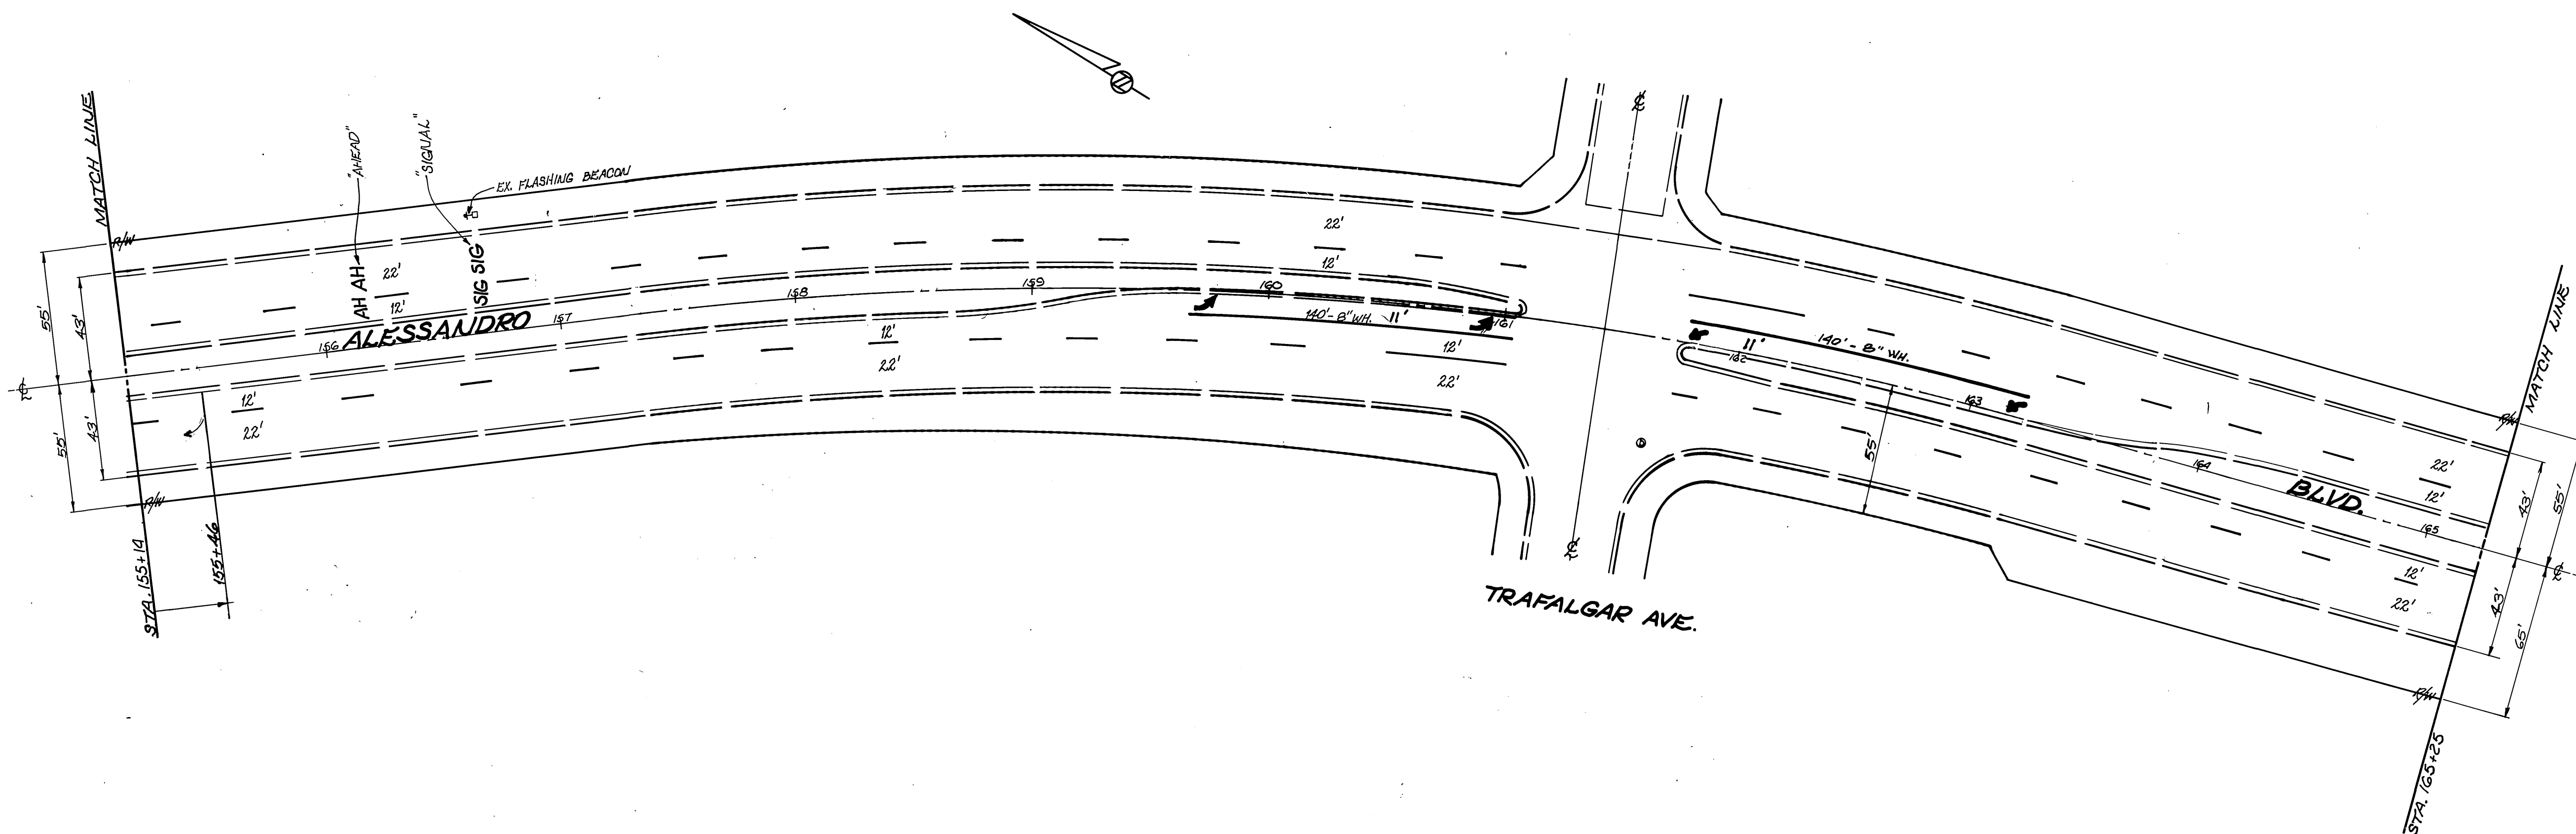 MATCH LINE
"AHEAD"
"SIGNAL"
EX. FLASHING BEACON
R/W
AH AH
SIG SIG
22'
12'
55'
43'
43'
55'
ALESSANDRO
156
157
158
159
160
161
12'
22'
12'
22'
22'
12'
140'-8" WH.
11'
12'
22'
R/W
STA. 155+14
155+46
℄
℄
℄
TRAFALGAR AVE.
11'
140'-8" WH.
162
163
164
165
55'
BLVD.
22'
12'
12'
22'
MATCH LINE
R/W
43'
55'
℄
43'
65'
R/W
STA. 165+25